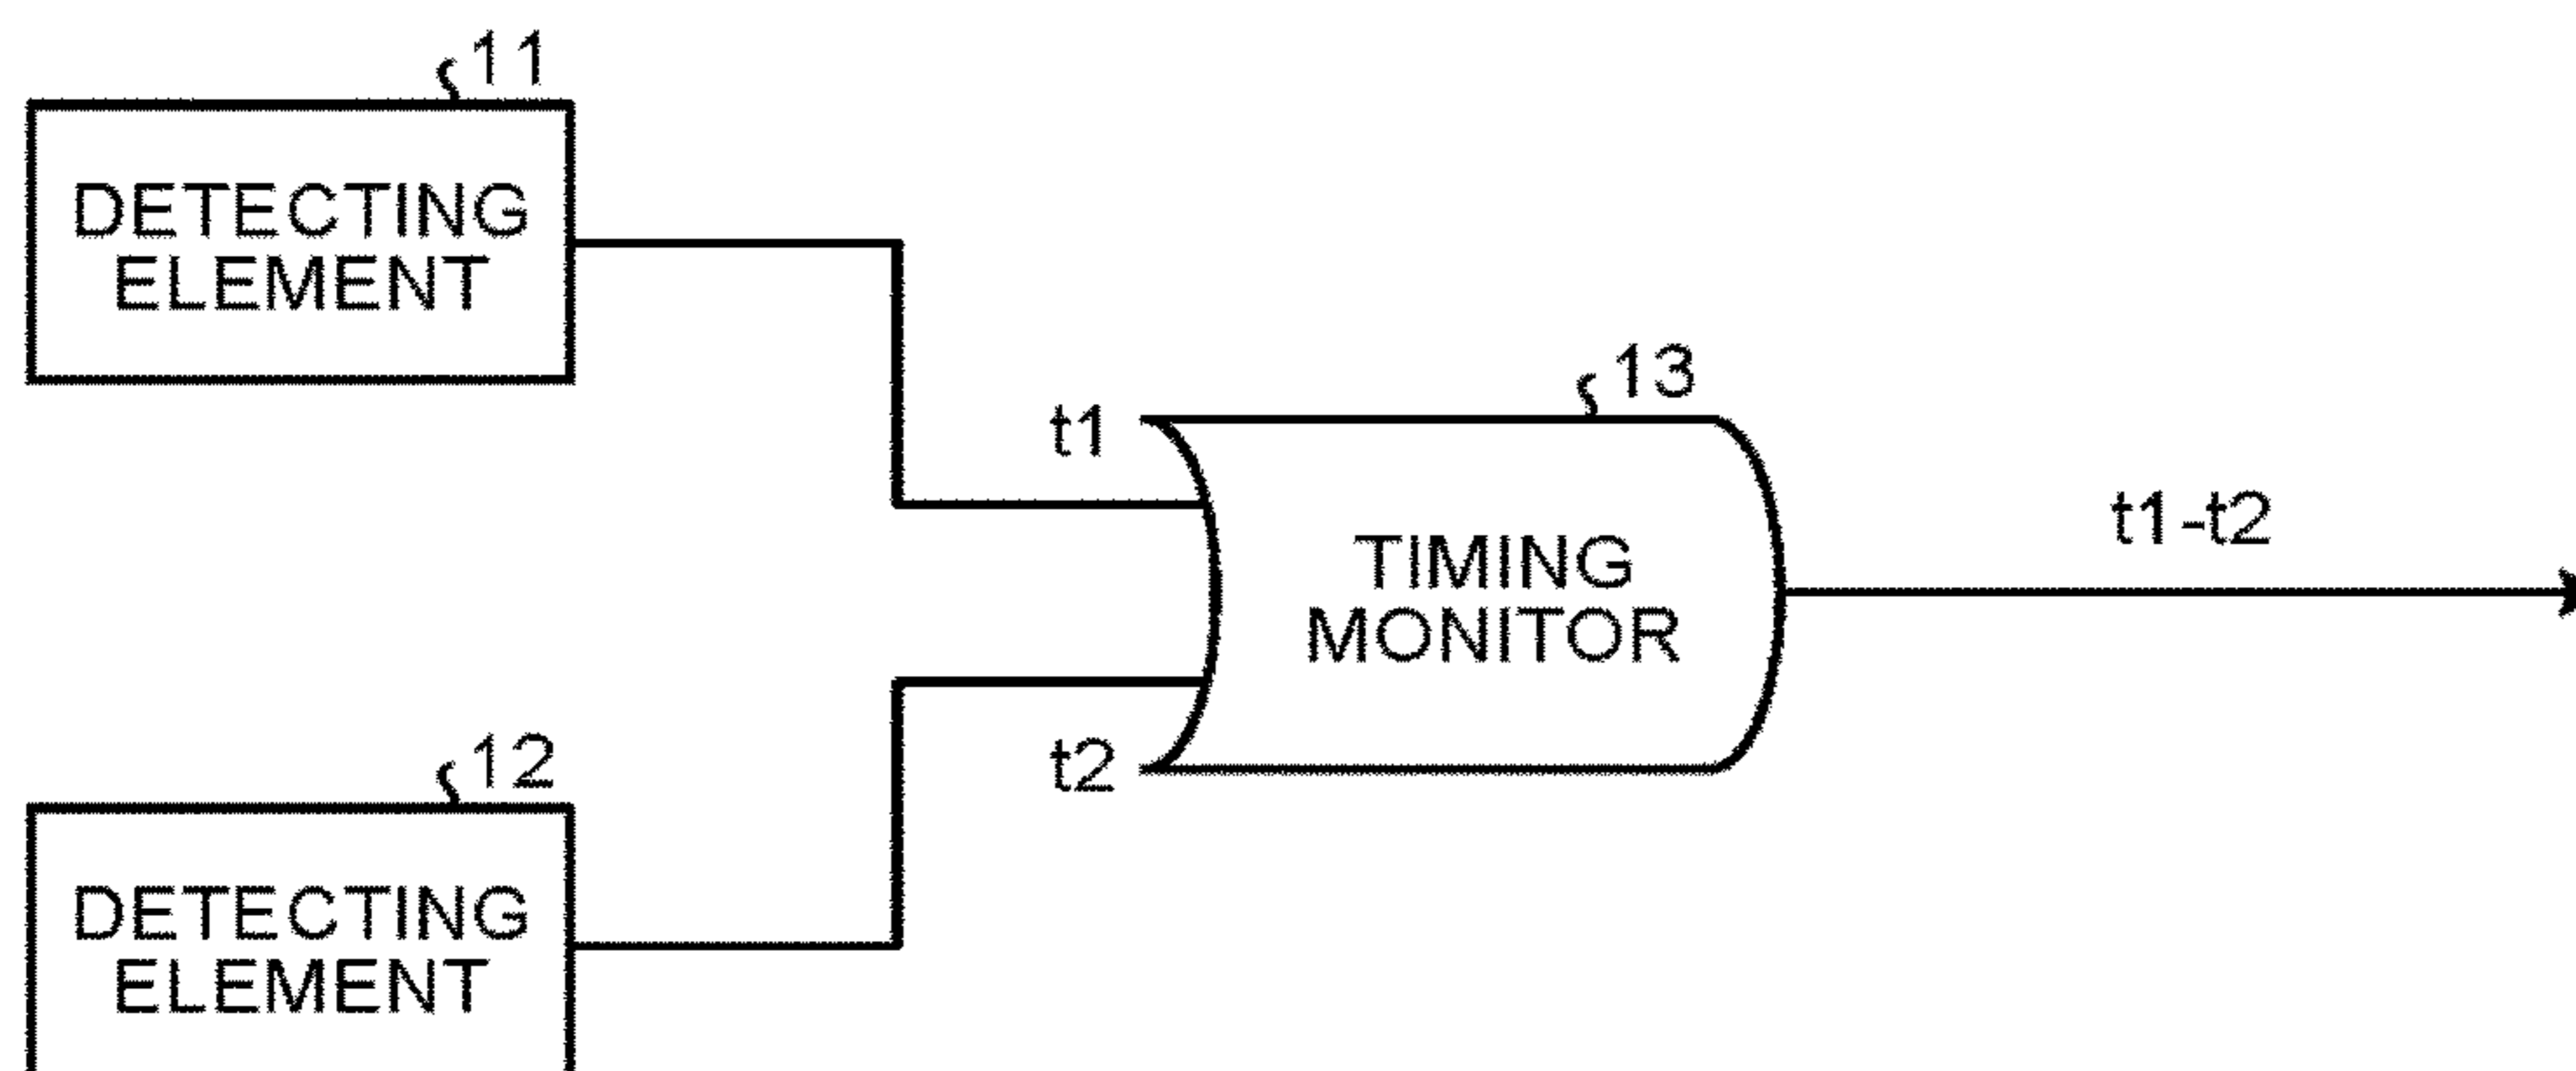 11
DETECTING
ELEMENT
13
t1
TIMING
MONITOR
t1-t2
t2
12
DETECTING
ELEMENT